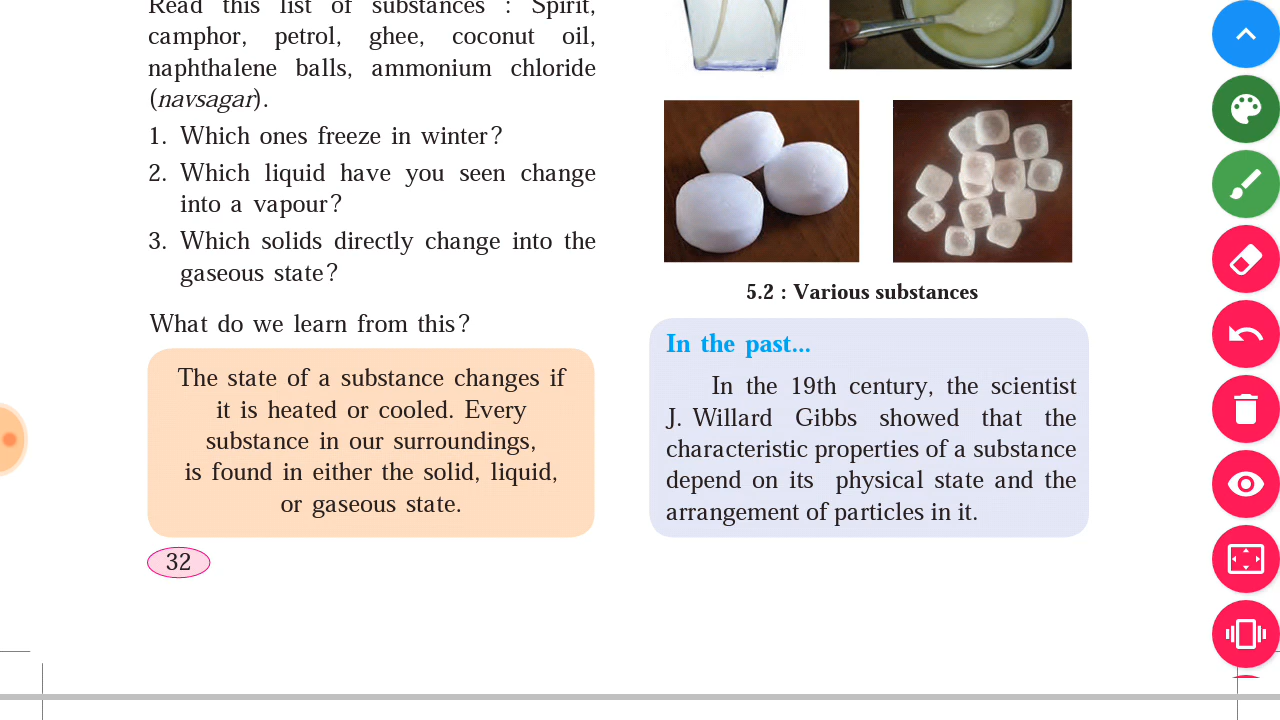 Read this list of substances : Spirit,
camphor, petrol, ghee, coconut oil,
naphthalene balls, ammonium chloride
(navsagar).
1. Which ones freeze in winter?
2. Which liquid have you seen change
into a vapour?
3. Which solids directly change into the
gaseous state?
What do we learn from this?
The state of a substance changes if
it is heated or cooled. Every
substance in our surroundings,
is found in either the solid, liquid,
or gaseous state.
32
5.2 : Various substances
In the past...
In the 19th century, the scientist
J. Willard Gibbs showed that the
characteristic properties of a substance
depend on its physical state and the
arrangement of particles in it.